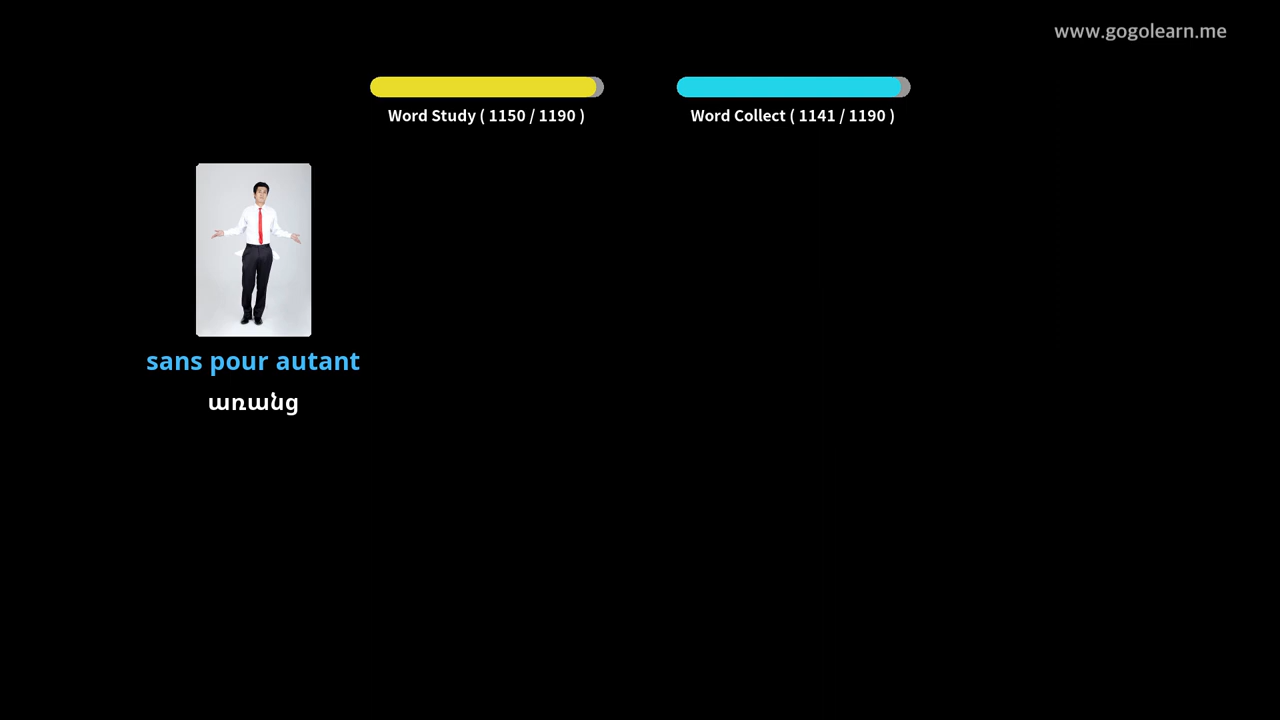 www.gogolearn.me
Word Study ( 1150 / 1190 )
Word Collect ( 1141 / 1190 )
sans pour autant
առանց